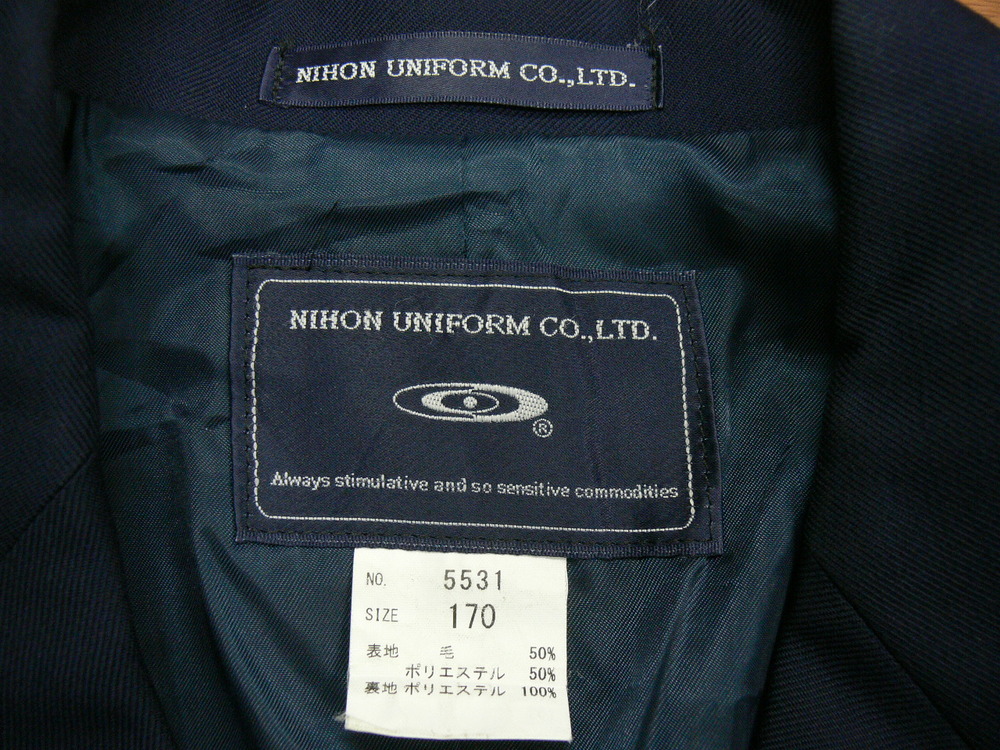 NIHON UNIFORM CO.,LTD.
NIHON UNIFORM CO.,LTD.
®
Always stimulative and so sensitive commodities
NO. 5531
SIZE 170
表地 毛 50%
ポリエステル 50%
裏地 ポリエステル 100%